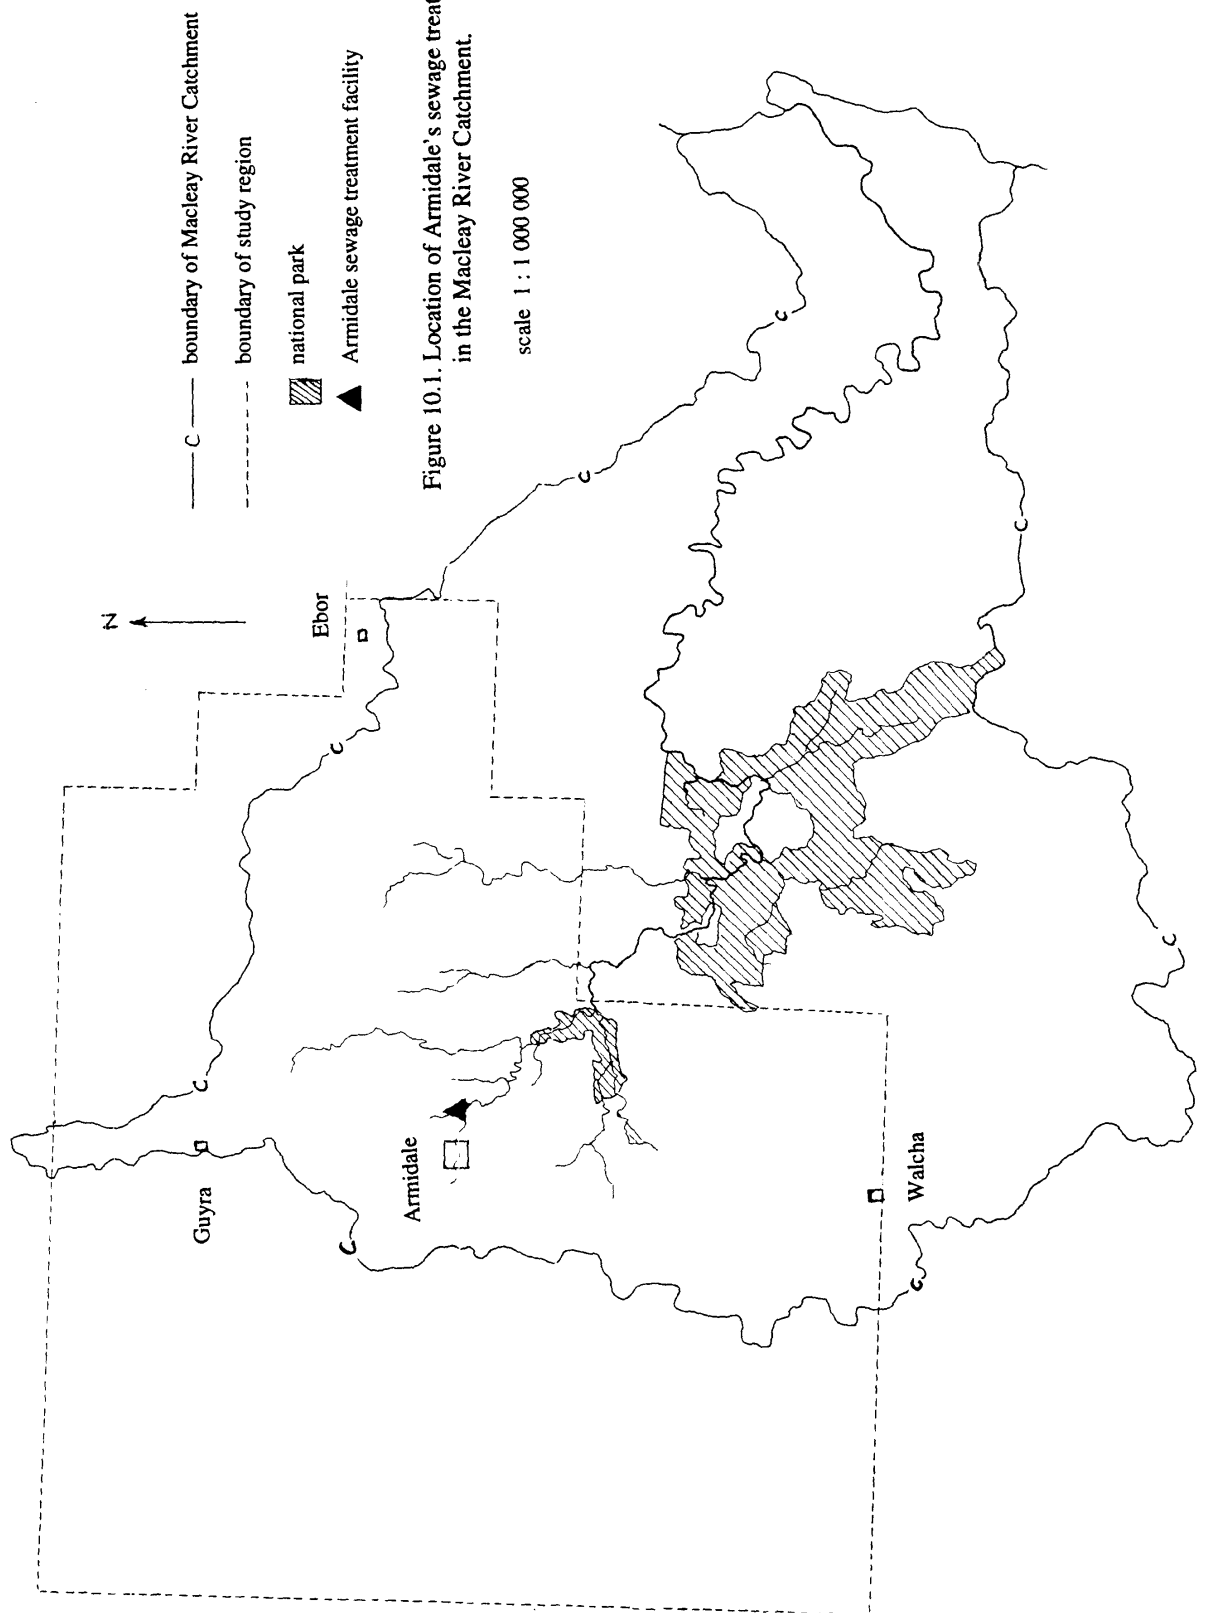 — C — boundary of Macleay River Catchment
boundary of study region
national park
Armidale sewage treatment facility
Figure 10.1. Location of Armidale's sewage treat
in the Macleay River Catchment.
scale 1 : 1 000 000
N
Ebor
Guyra
Armidale
Walcha
C
C
C
C
C
C
C
C